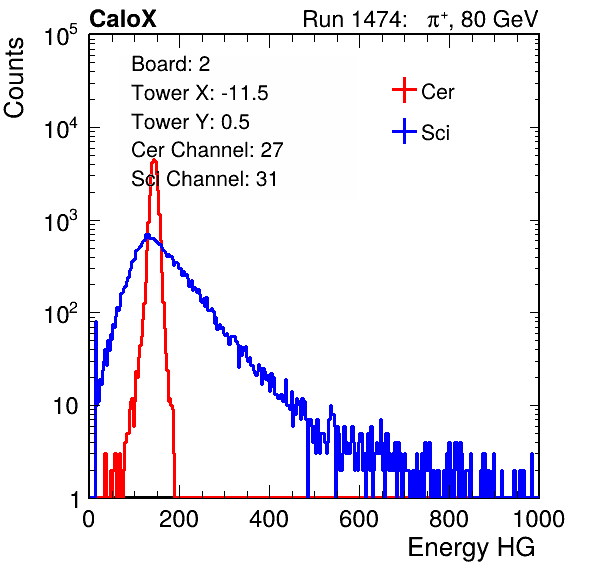 CaloX Run 1474: π⁺, 80 GeV
Counts
Board: 2
Tower X: -11.5
Tower Y: 0.5
Cer Channel: 27
Sci Channel: 31
Cer
Sci
10⁵
10⁴
10³
10²
10
1
0 200 400 600 800 1000
Energy HG